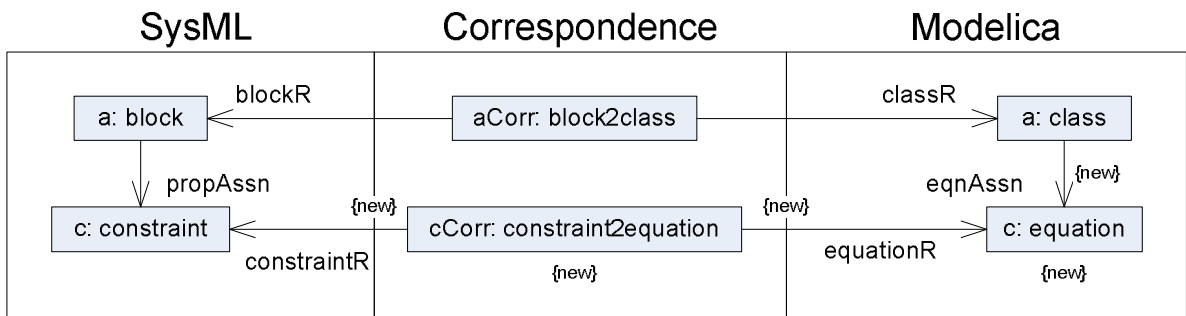 SysML
Correspondence
Modelica
blockR
classR
a: block
aCorr: block2class
a: class
propAssn
eqnAssn
{new}
{new}
{new}
c: constraint
cCorr: constraint2equation
c: equation
constraintR
equationR
{new}
{new}